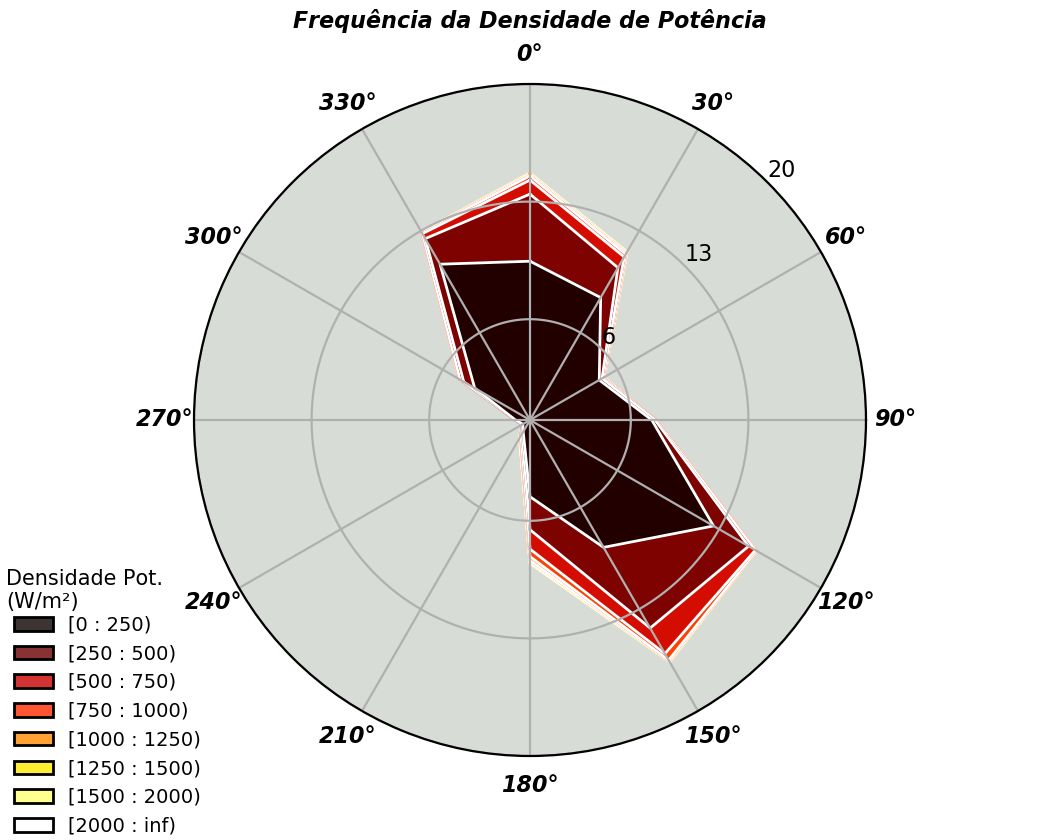 Frequência da Densidade de Potência
0°
330°
30°
20
300°
60°
13
6
270°
90°
240°
120°
210°
150°
180°
Densidade Pot.
(W/m²)
[0 : 250)
[250 : 500)
[500 : 750)
[750 : 1000)
[1000 : 1250)
[1250 : 1500)
[1500 : 2000)
[2000 : inf)